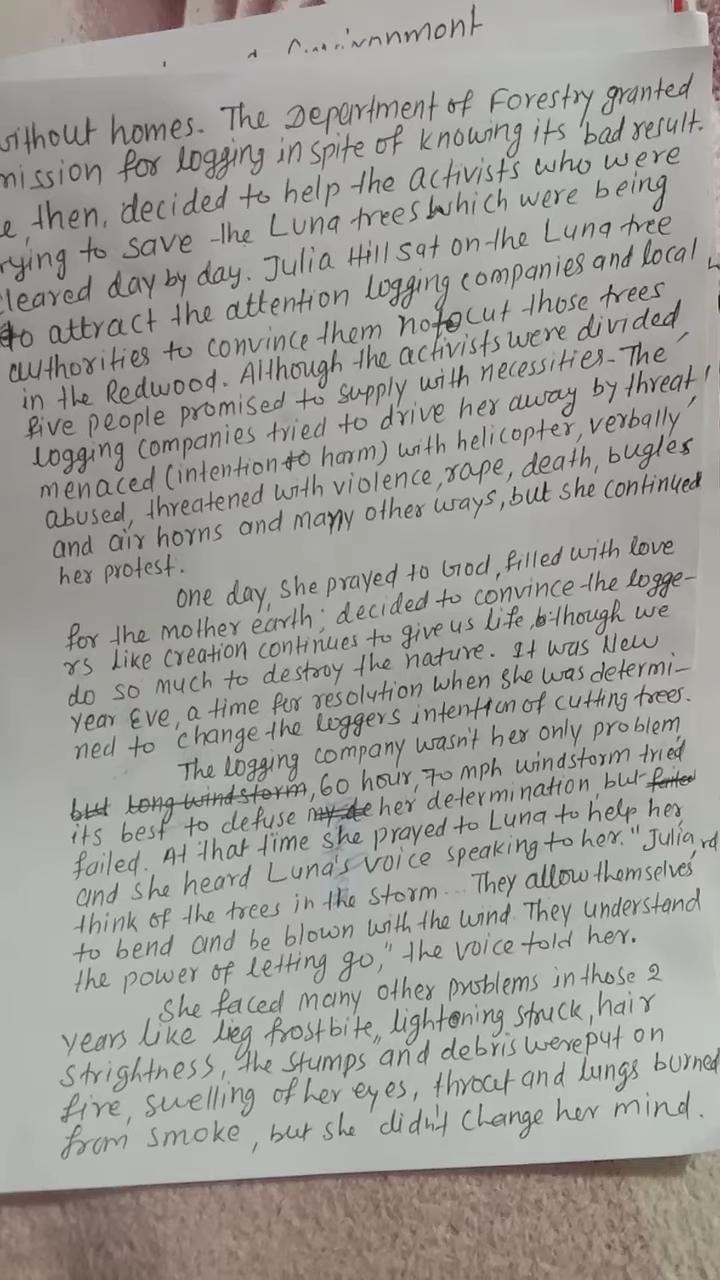 without homes. The Department of Forestry granted
mission for logging inspite of knowing its bad result.
e, then, decided to help the activists who were
rying to save the Luna trees which were being
cleared day by day. Julia Hill sat on the Luna tree
to attract the attention logging companies and local
authorities to convince them not to cut those trees
in the Redwood. Although the activists were divided,
five people promised to supply with necessities. The
logging companies tried to drive her away by threat,
menaced (intention to harm) with helicopter, verbally
abused, threatened with violence, rape, death, bugles
and air horns and many other ways, but she continued
her protest.
One day, she prayed to God, filled with love
for the mother earth; decided to convince the logge-
rs like creation continues to give us life, though we
do so much to destroy the nature. It was New
year Eve, a time for resolution when she was determi-
ned to change the loggers intention of cutting trees.
The logging company wasn't her only problem,
but long windstorm, 60 hour, 70 mph windstorm tried
its best to defuse her determination, but failed
failed. At that time she prayed to Luna to help her
and she heard Luna's voice speaking to her. "Julia,
think of the trees in the storm... They allow themselves
to bend and be blown with the wind. They understand
the power of letting go," the voice told her.
She faced many other problems in those 2
years like leg frostbite, lightening struck, hair
strightness, the stumps and debris were put on
fire, swelling of her eyes, throat and lungs burned
from smoke, but she didn't change her mind.